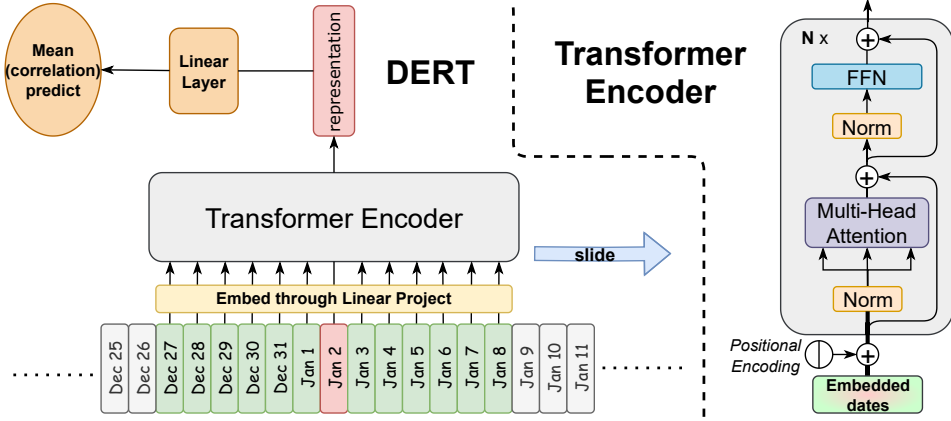 Mean
(correlation)
predict
Linear
Layer
representation
DERT
Transformer
Encoder
Transformer Encoder
slide
Embed through Linear Project
Dec 25
Dec 26
Dec 27
Dec 28
Dec 29
Dec 30
Dec 31
Jan 1
Jan 2
Jan 3
Jan 4
Jan 5
Jan 6
Jan 7
Jan 8
Jan 9
Jan 10
Jan 11
N x
FFN
Norm
Multi-Head
Attention
Norm
Positional
Encoding
Embedded
dates